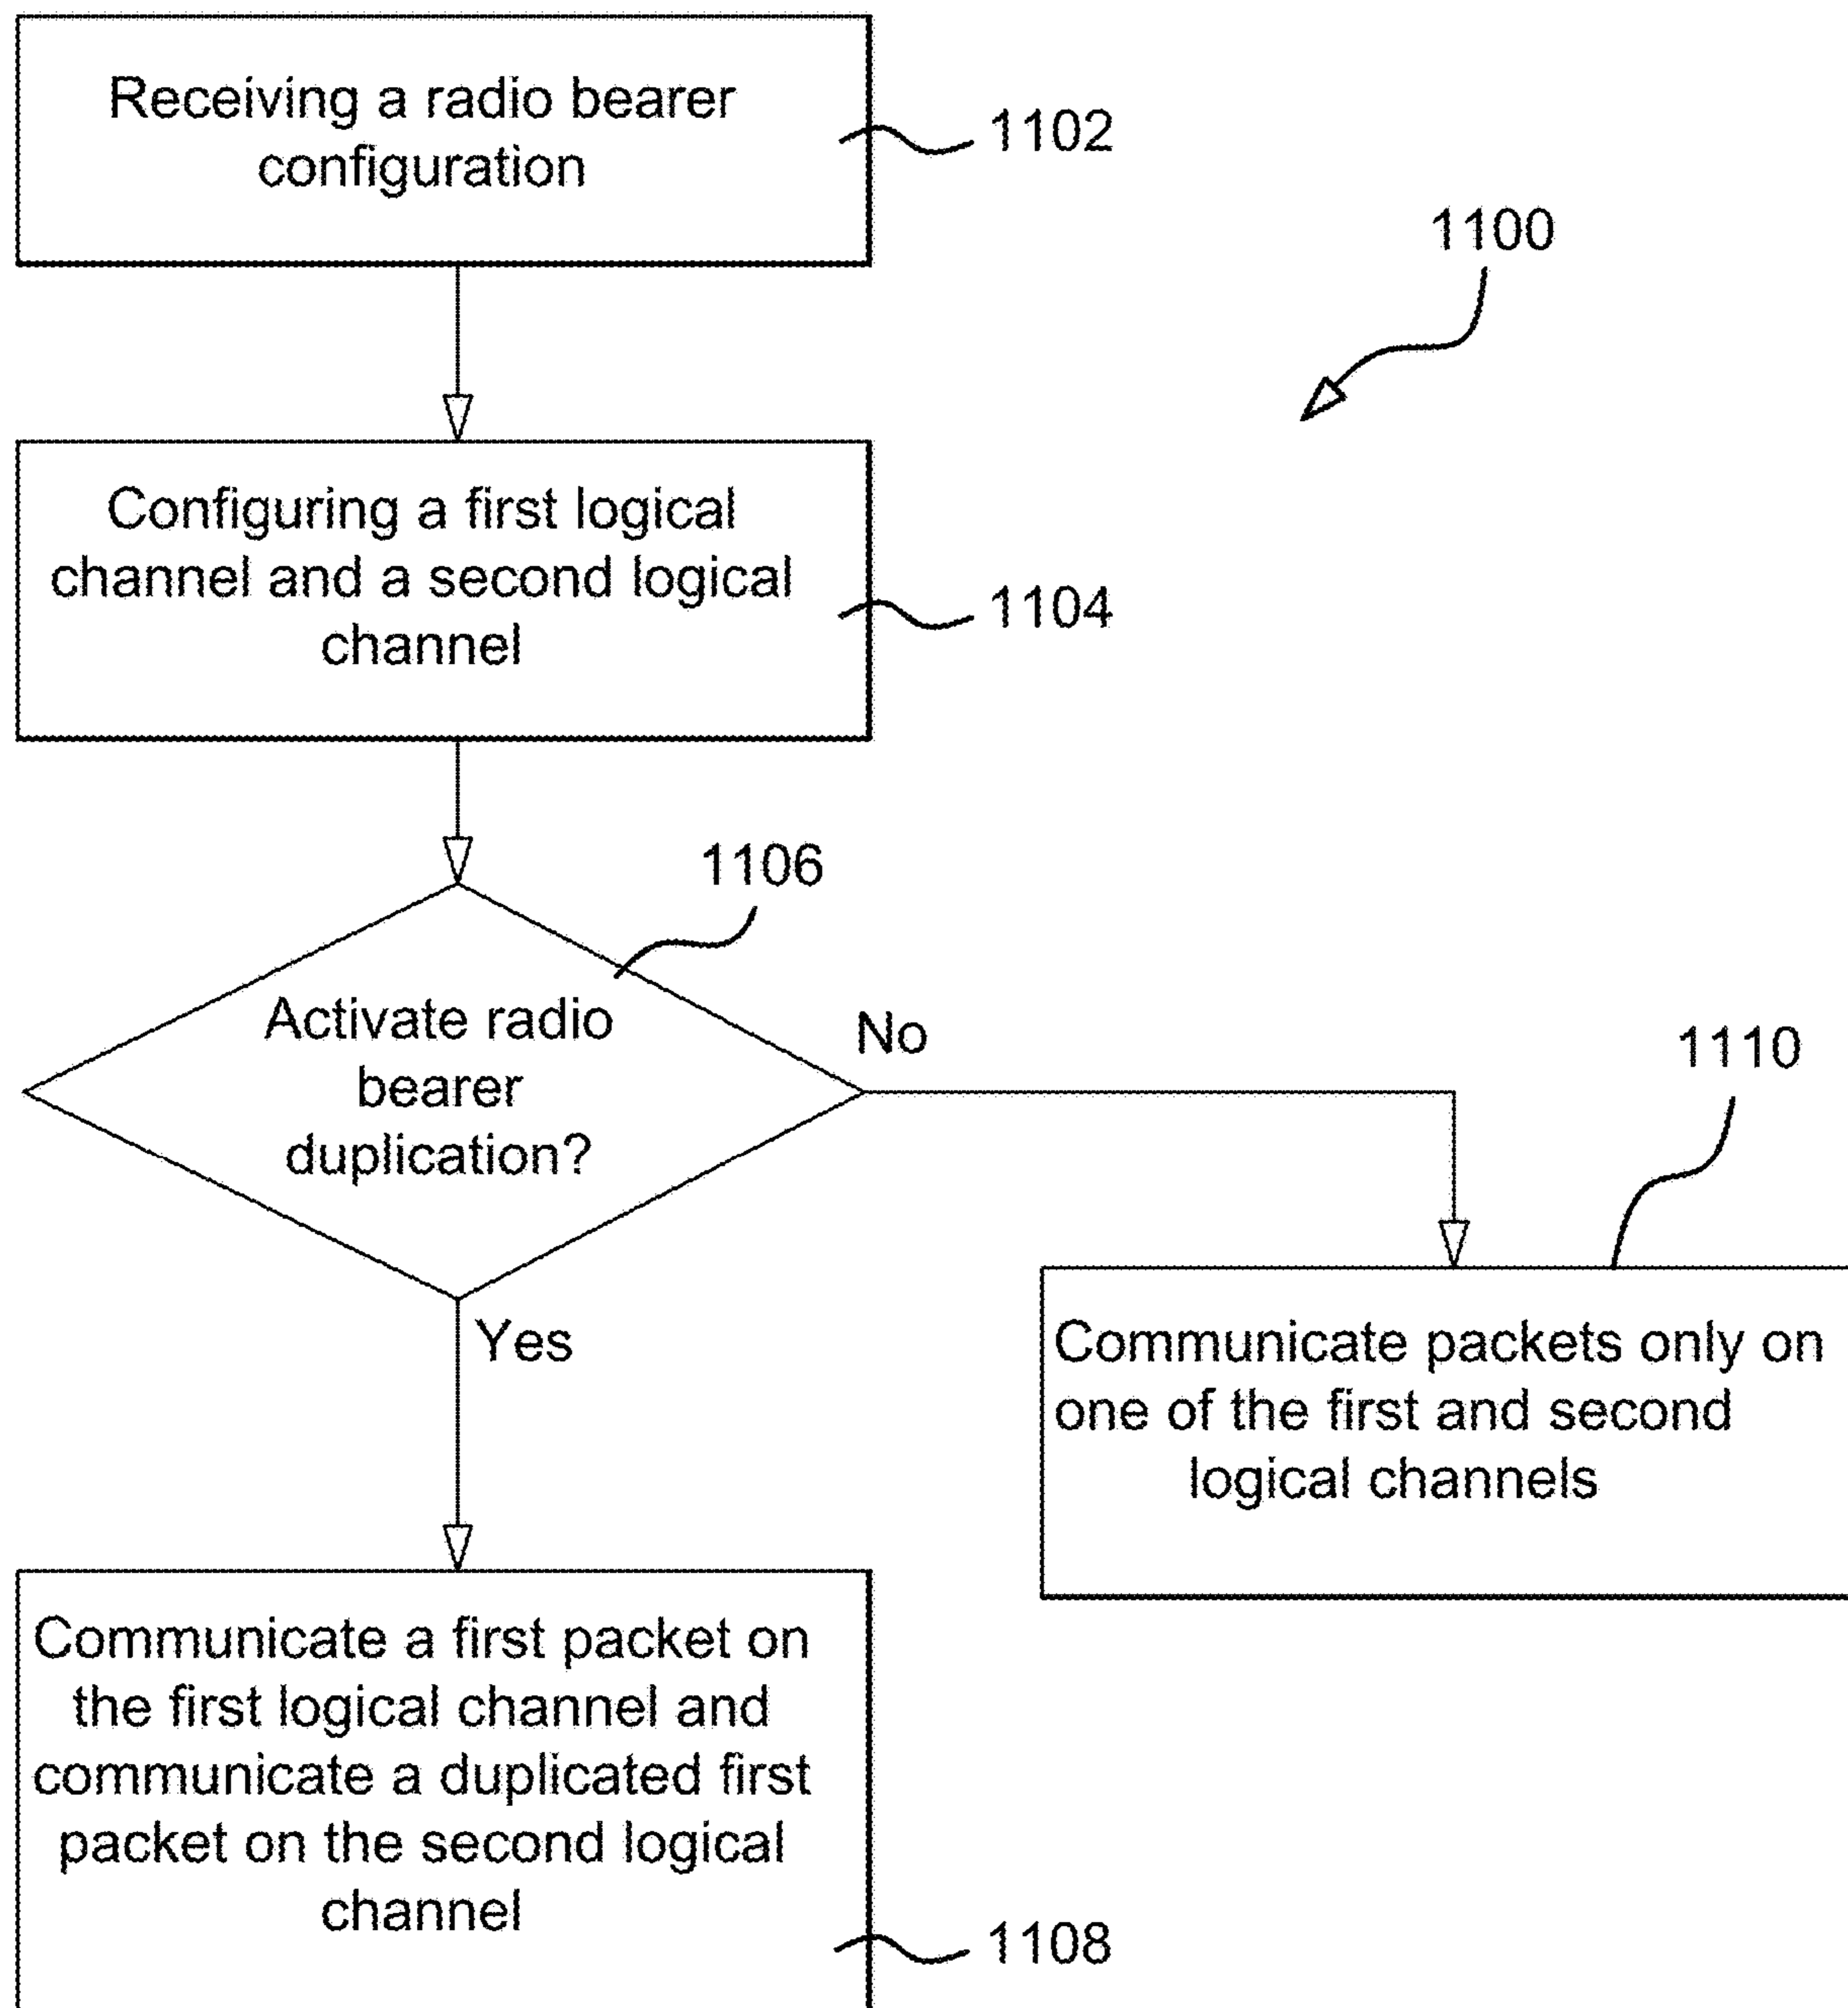 Receiving a radio bearer
configuration
1102
1100
Configuring a first logical
channel and a second logical
channel
1104
1106
Activate radio
bearer
duplication?
No
1110
Yes
Communicate packets only on
one of the first and second
logical channels
Communicate a first packet on
the first logical channel and
communicate a duplicated first
packet on the second logical
channel
1108